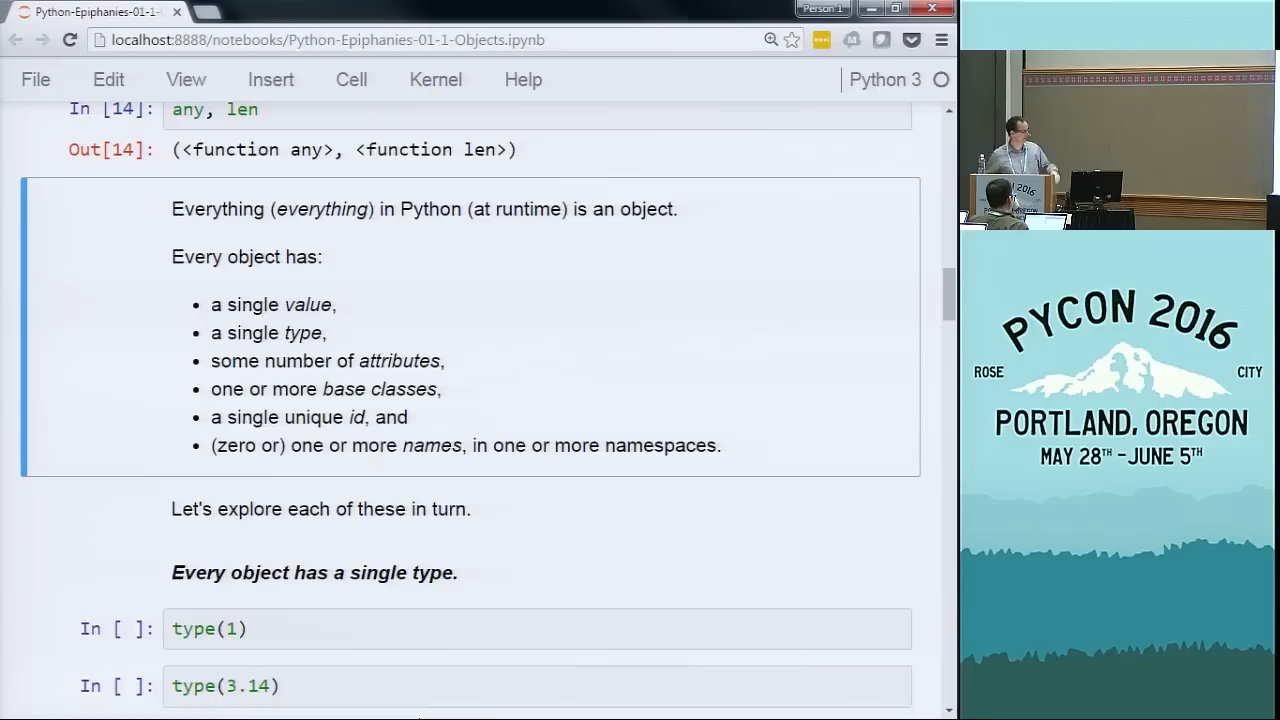 Python-Epiphanies-01-1-
Person 1
localhost:8888/notebooks/Python-Epiphanies-01-1-Objects.ipynb
File Edit View Insert Cell Kernel Help Python 3
In [14]: any, len
Out[14]: (<function any>, <function len>)
Everything (everything) in Python (at runtime) is an object.
Every object has:
• a single value,
• a single type,
• some number of attributes,
• one or more base classes,
• a single unique id, and
• (zero or) one or more names, in one or more namespaces.
Let's explore each of these in turn.
Every object has a single type.
In [ ]: type(1)
In [ ]: type(3.14)
2016
PYCON 2016
ROSE CITY
PORTLAND, OREGON
MAY 28TH - JUNE 5TH